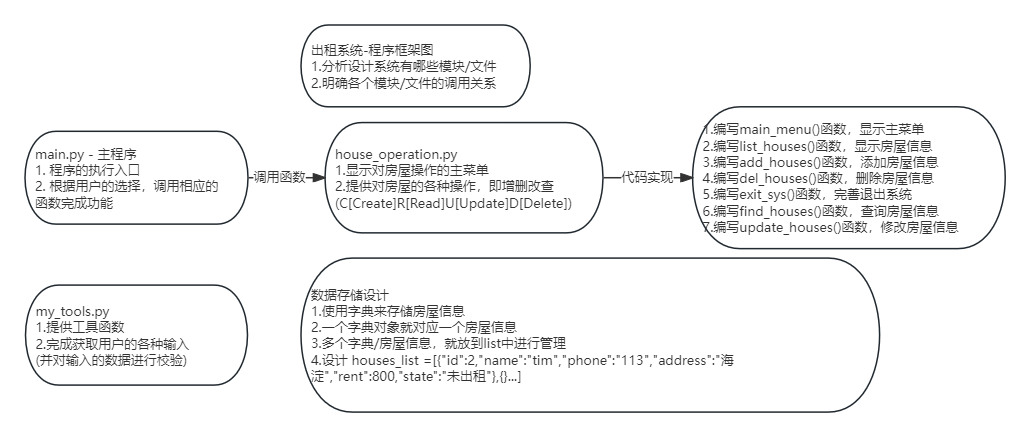 出租系统-程序框架图
1.分析设计系统有哪些模块/文件
2.明确各个模块/文件的调用关系
main.py - 主程序
1. 程序的执行入口
2. 根据用户的选择，调用相应的
函数完成功能
调用函数
house_operation.py
1.显示对房屋操作的主菜单
2.提供对房屋的各种操作，即增删改查
(C[Create]R[Read]U[Update]D[Delete])
代码实现
1.编写main_menu()函数，显示主菜单
2.编写list_houses()函数，显示房屋信息
3.编写add_houses()函数，添加房屋信息
4.编写del_houses()函数，删除房屋信息
5.编写exit_sys()函数，完善退出系统
6.编写find_houses()函数，查询房屋信息
7.编写update_houses()函数，修改房屋信息
my_tools.py
1.提供工具函数
2.完成获取用户的各种输入
(并对输入的数据进行校验)
数据存储设计
1.使用字典来存储房屋信息
2.一个字典对象就对应一个房屋信息
3.多个字典/房屋信息，就放到list中进行管理
4.设计 houses_list =[{"id":2,"name":"tim","phone":"113","address":"海
淀","rent":800,"state":"未出租"},{}...]